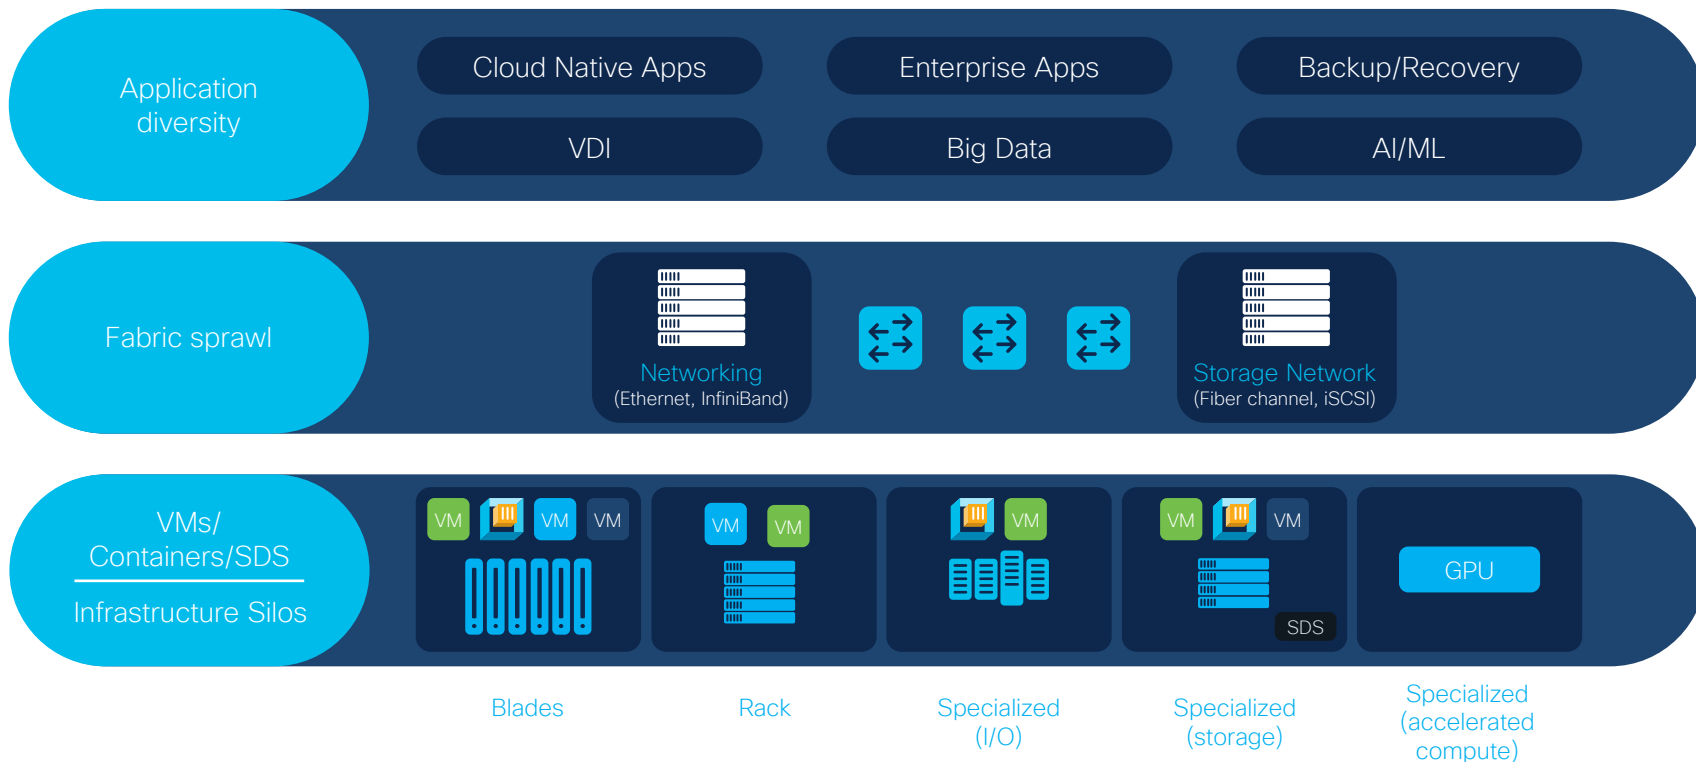 Application
diversity
Cloud Native Apps
Enterprise Apps
Backup/Recovery
VDI
Big Data
AI/ML
Fabric sprawl
Networking
(Ethernet, InfiniBand)
Storage Network
(Fiber channel, iSCSI)
VMs/
Containers/SDS
Infrastructure Silos
VM
VM
VM
VM
VM
VM
VM
VM
SDS
GPU
Blades
Rack
Specialized
(I/O)
Specialized
(storage)
Specialized
(accelerated
compute)